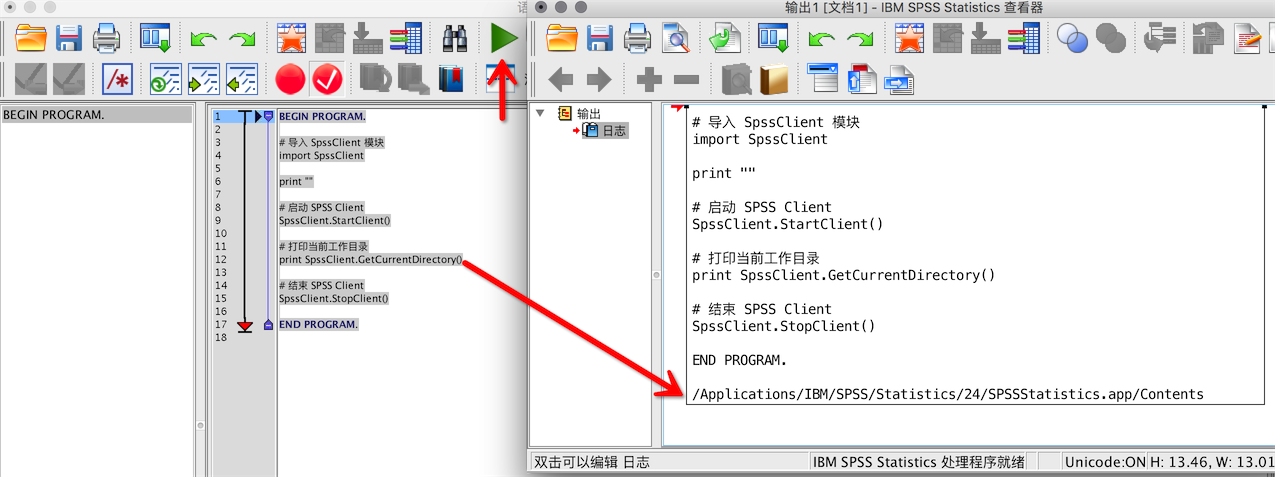 语
输出1 [文档1] - IBM SPSS Statistics 查看器
/*
BEGIN PROGRAM.
1 BEGIN PROGRAM.
2
3 # 导入 SpssClient 模块
4 import SpssClient
5
6 print ""
7
8 # 启动 SPSS Client
9 SpssClient.StartClient()
10
11 # 打印当前工作目录
12 print SpssClient.GetCurrentDirectory()
13
14 # 结束 SPSS Client
15 SpssClient.StopClient()
16
17 END PROGRAM.
18
输出
日志
# 导入 SpssClient 模块
import SpssClient
print ""
# 启动 SPSS Client
SpssClient.StartClient()
# 打印当前工作目录
print SpssClient.GetCurrentDirectory()
# 结束 SPSS Client
SpssClient.StopClient()
END PROGRAM.
/Applications/IBM/SPSS/Statistics/24/SPSSStatistics.app/Contents
双击可以编辑 日志
IBM SPSS Statistics 处理程序就绪
Unicode:ON
H: 13.46, W: 13.01